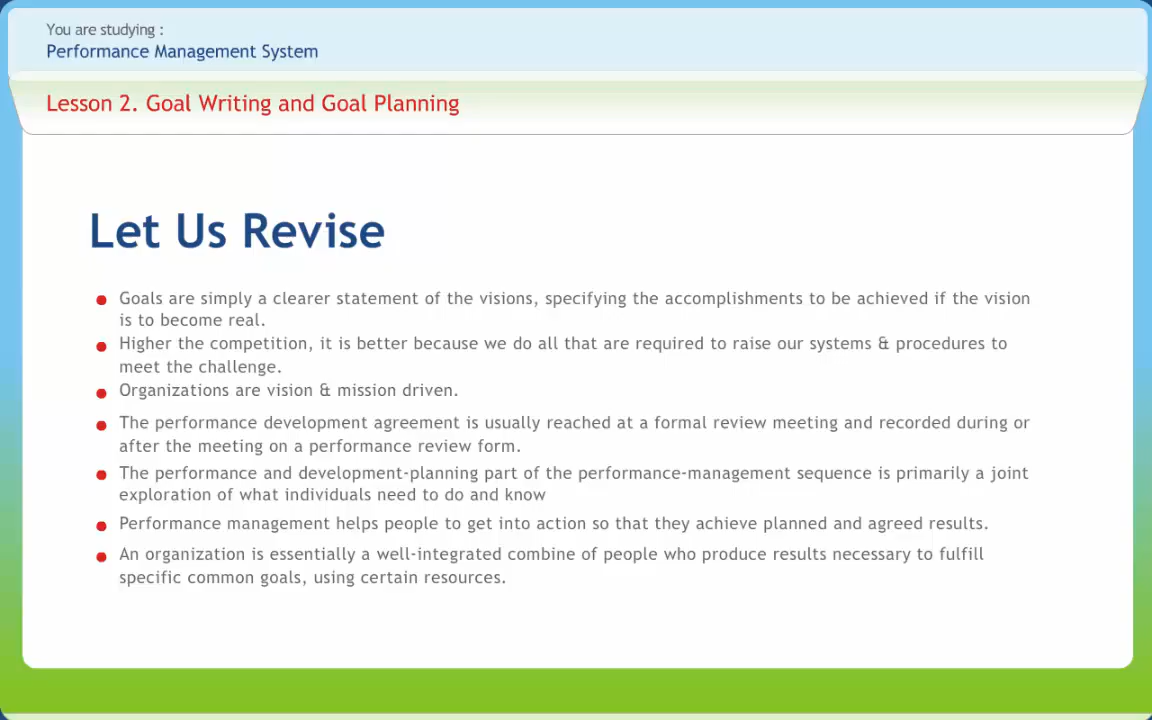 You are studying :
Performance Management System
Lesson 2. Goal Writing and Goal Planning
Let Us Revise
Goals are simply a clearer statement of the visions, specifying the accomplishments to be achieved if the vision
is to become real.
Higher the competition, it is better because we do all that are required to raise our systems & procedures to
meet the challenge.
Organizations are vision & mission driven.
The performance development agreement is usually reached at a formal review meeting and recorded during or
after the meeting on a performance review form.
The performance and development-planning part of the performance-management sequence is primarily a joint
exploration of what individuals need to do and know
Performance management helps people to get into action so that they achieve planned and agreed results.
An organization is essentially a well-integrated combine of people who produce results necessary to fulfill
specific common goals, using certain resources.